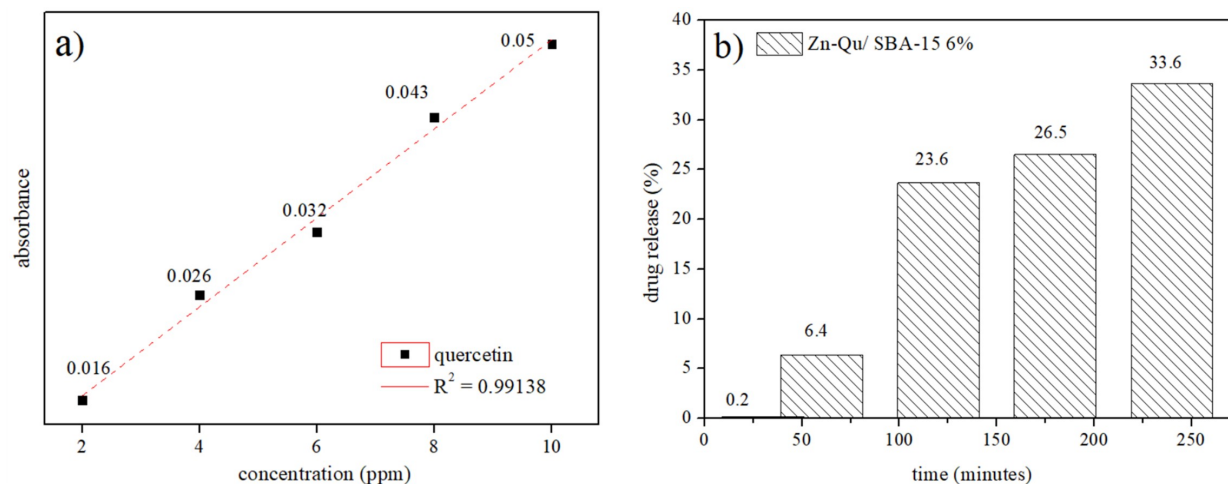 a)
0.05
0.043
0.032
0.026
0.016
absorbance
quercetin
R² = 0.99138
2 4 6 8 10
concentration (ppm)
b)
Zn-Qu/ SBA-15 6%
40
35
30
25
20
15
10
5
0
33.6
26.5
23.6
6.4
0.2
drug release (%)
0 50 100 150 200 250
time (minutes)